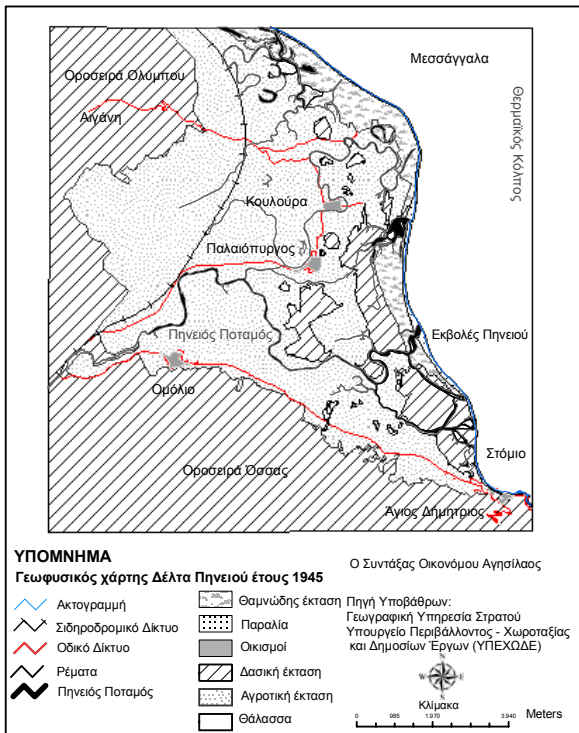 Μεσσάγγαλα
Οροσειρά Ολύμπου
Αιγάνη
Θερμαϊκός Κόλπος
Κουλούρα
Παλαιόπυργος
Πηνειός Ποταμός
Εκβολές Πηνειού
Ομόλιο
Στόμιο
Οροσειρά Όσσας
Άγιος Δήμητριος
ΥΠΟΜΝΗΜΑ
Γεωφυσικός χάρτης Δέλτα Πηνειού έτους 1945
Ακτογραμμή
Σιδηροδρομικό Δίκτυο
Οδικό Δίκτυο
Ρέματα
Πηνειός Ποταμός
Θαμνώδης έκταση
Παραλία
Οικισμοί
Δασική έκταση
Αγροτική έκταση
Θάλασσα
Ο Συντάξας Οικονόμου Αγησίλαος
Πηγή Υποβάθρων:
Γεωγραφική Υπηρεσία Στρατού
Υπουργείο Περιβάλλοντος - Χωροταξίας
και Δημοσίων Έργων (ΥΠΕΧΩΔΕ)
N
W E
S
Κλίμακα
0 985 1.970 3.940 Meters